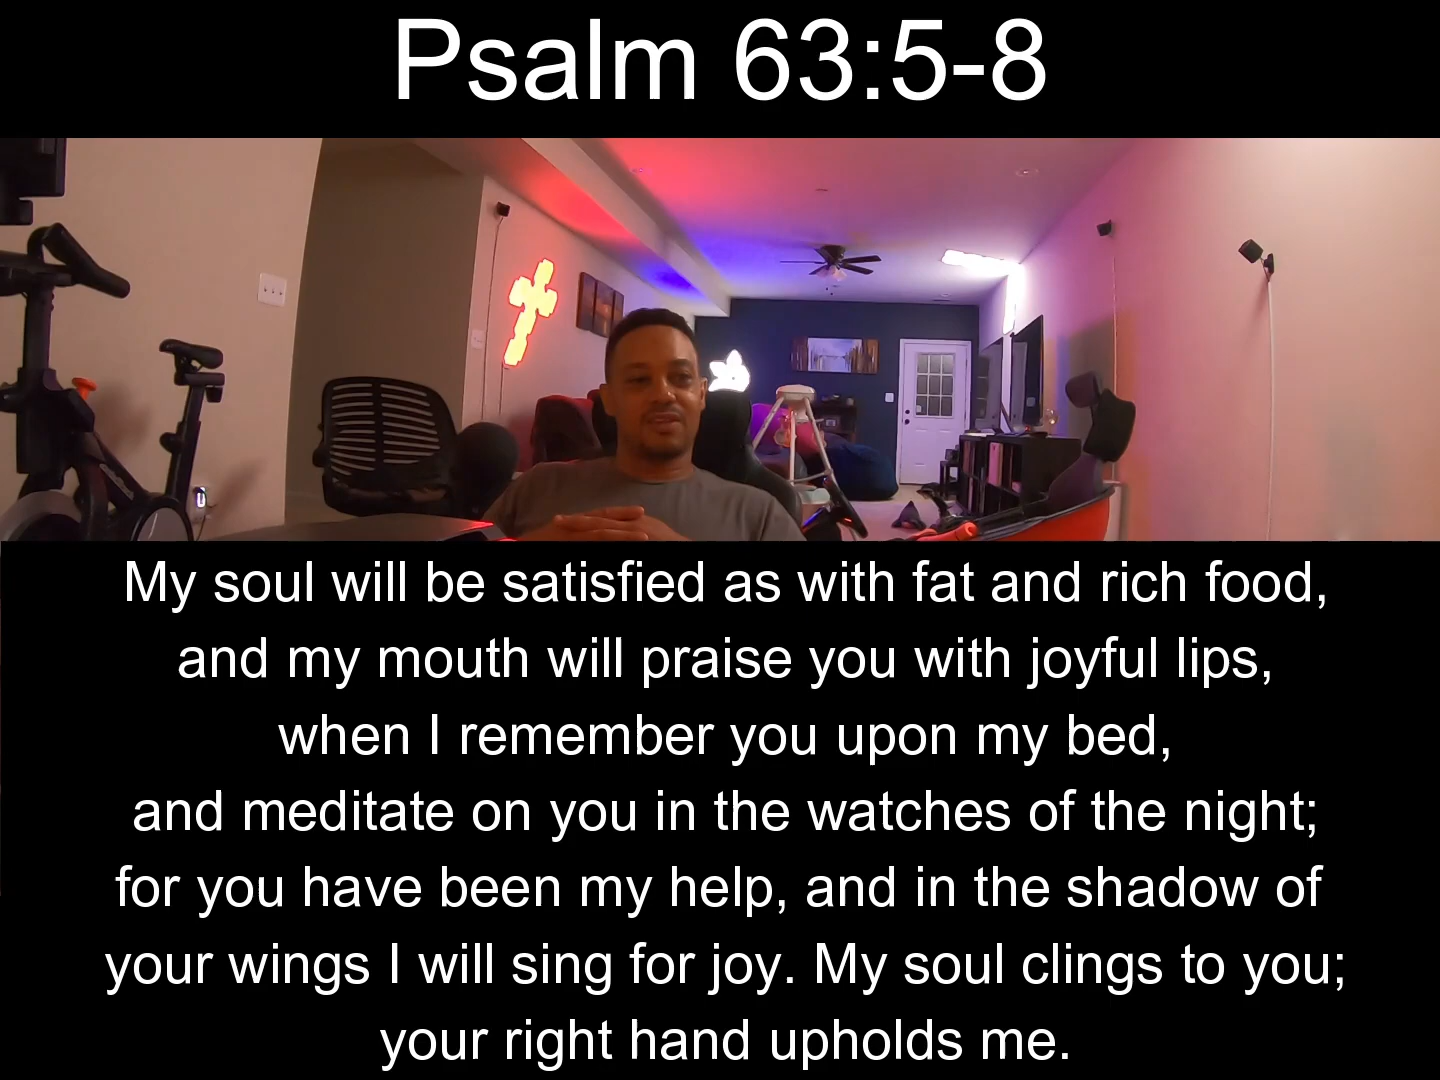 Psalm 63:5-8
My soul will be satisfied as with fat and rich food,
and my mouth will praise you with joyful lips,
when I remember you upon my bed,
and meditate on you in the watches of the night;
for you have been my help, and in the shadow of
your wings I will sing for joy. My soul clings to you;
your right hand upholds me.